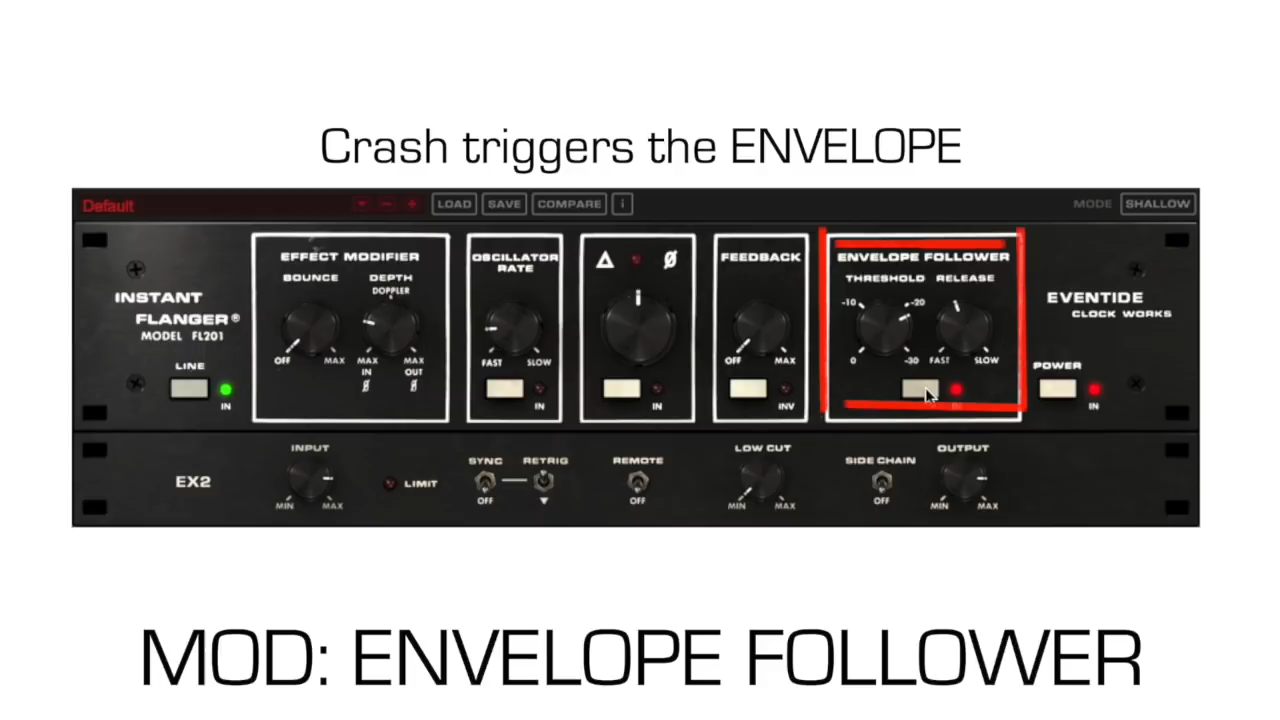 Crash triggers the ENVELOPE
Default
LOAD
SAVE
COMPARE
i
MODE
SHALLOW
INSTANT
FLANGER®
MODEL FL201
LINE
IN
EFFECT MODIFIER
BOUNCE
DEPTH
DOPPLER
OFF
MAX
MAX
IN
MAX
OUT
OSCILLATOR
RATE
FAST
SLOW
IN
IN
FEEDBACK
OFF
MAX
INV
ENVELOPE FOLLOWER
THRESHOLD
RELEASE
-10
-20
0
-30
FAST
SLOW
IN
EVENTIDE
CLOCK WORKS
POWER
IN
EX2
INPUT
MIN
MAX
LIMIT
SYNC
RETRIG
OFF
REMOTE
OFF
LOW CUT
MIN
MAX
SIDE CHAIN
OFF
OUTPUT
MIN
MAX
MOD: ENVELOPE FOLLOWER